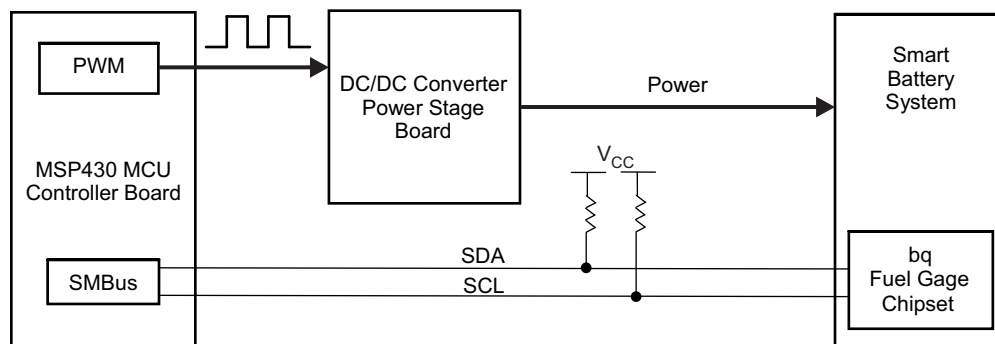 PWM
MSP430 MCU
Controller Board
SMBus
DC/DC Converter
Power Stage
Board
Power
Smart
Battery
System
VCC
SDA
SCL
bq
Fuel Gage
Chipset